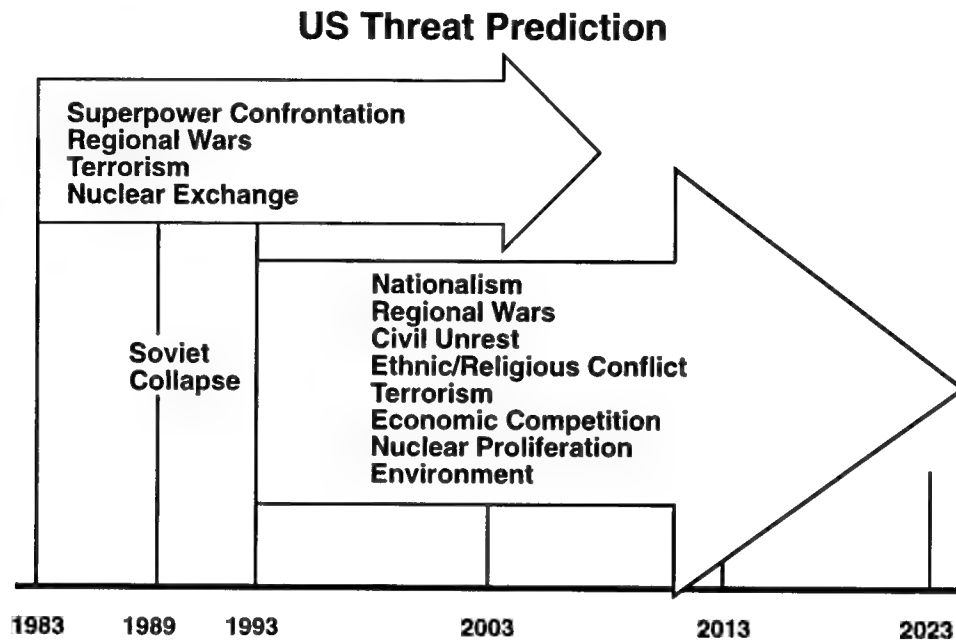 US Threat Prediction
Superpower Confrontation
Regional Wars
Terrorism
Nuclear Exchange
Nationalism
Regional Wars
Civil Unrest
Ethnic/Religious Conflict
Terrorism
Economic Competition
Nuclear Proliferation
Environment
Soviet
Collapse
1983 1989 1993 2003 2013 2023